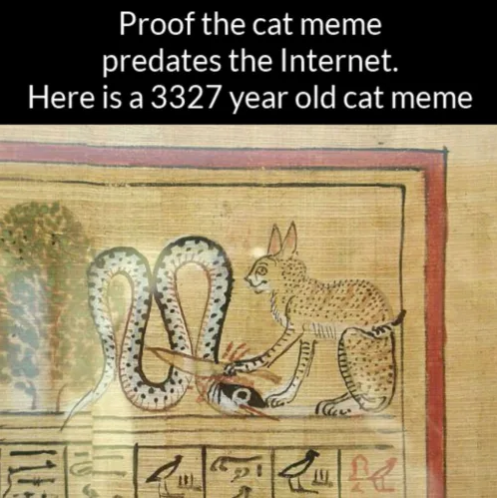 Proof the cat meme
predates the Internet.
Here is a 3327 year old cat meme